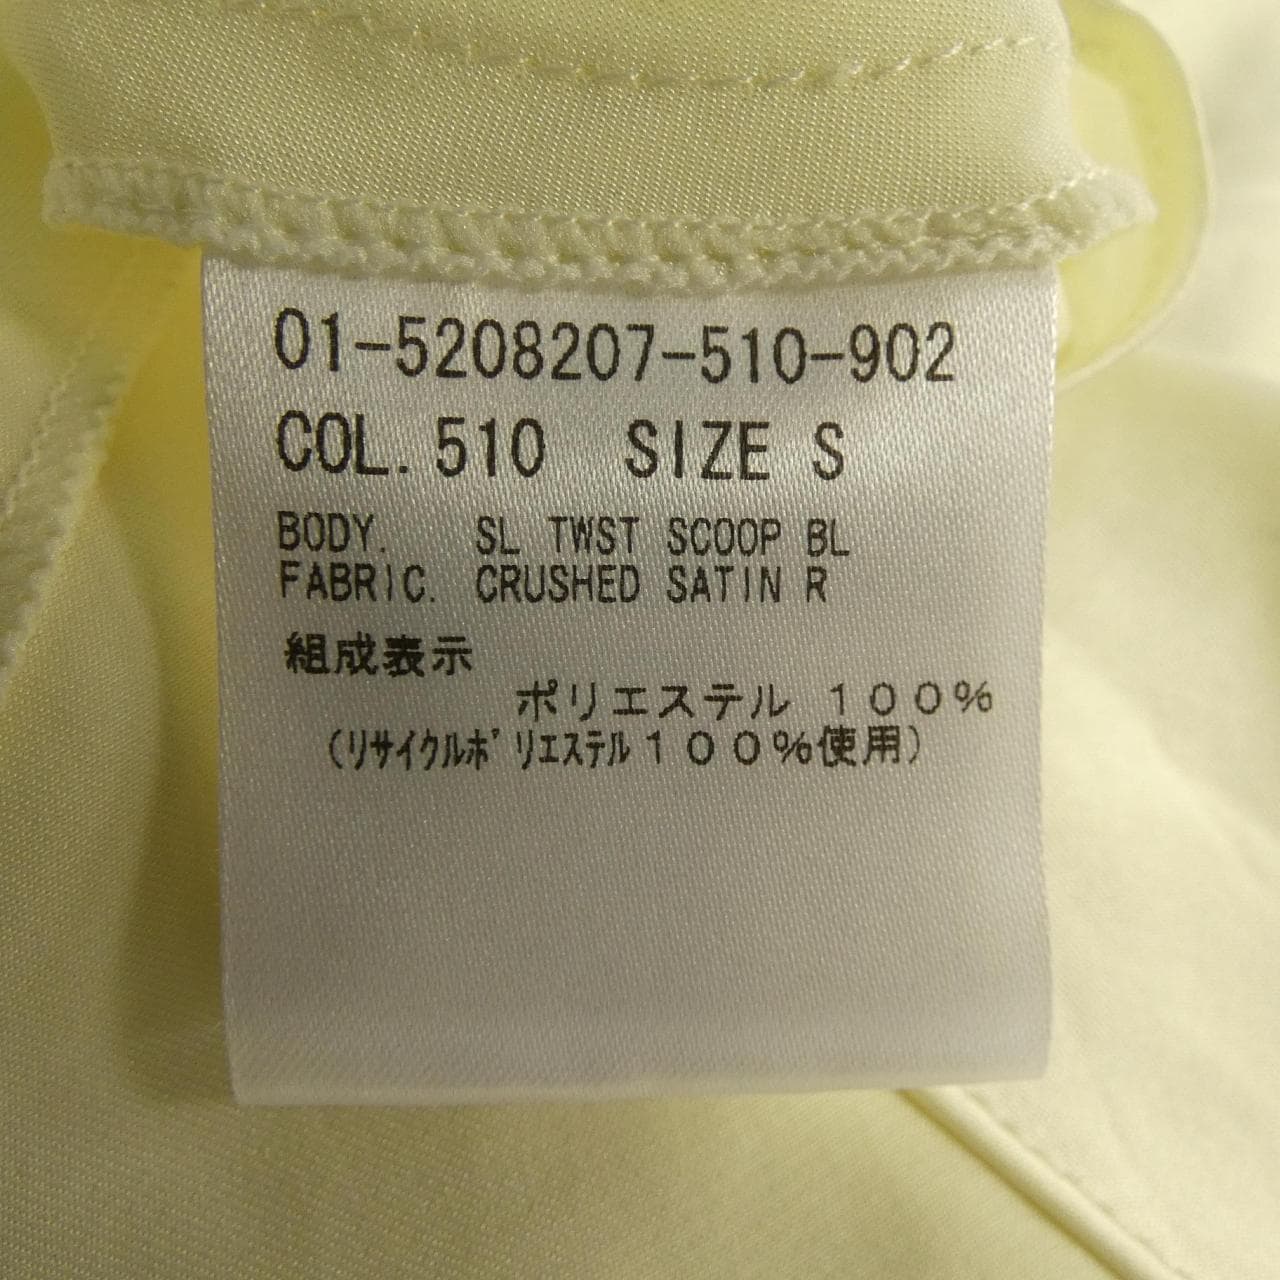 01-5208207-510-902
COL. 510 SIZE S
BODY. SL TWST SCOOP BL
FABRIC. CRUSHED SATIN R
組成表示
ポリエステル 100%
(ﾘｻｲｸﾙﾎﾟﾘｴｽﾃﾙ100%使用)